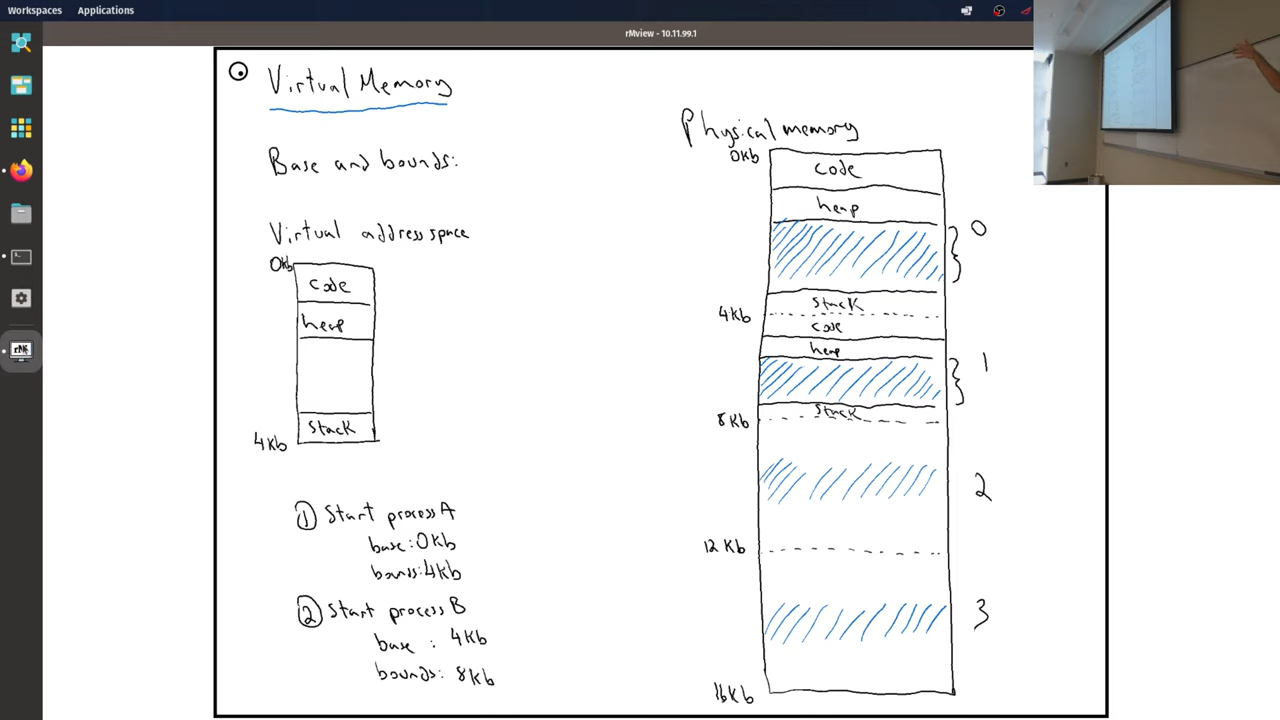 Workspaces Applications
rMview - 10.11.99.1
Virtual Memory
Base and bounds:
Virtual address space
0Kb
code
heap
stack
4Kb
① Start process A
base: 0Kb
bounds: 4Kb
② Start process B
base : 4Kb
bounds: 8Kb
Physical memory
0Kb
code
heap
0
stack
4Kb
code
heap
1
stack
8Kb
2
12Kb
3
16Kb